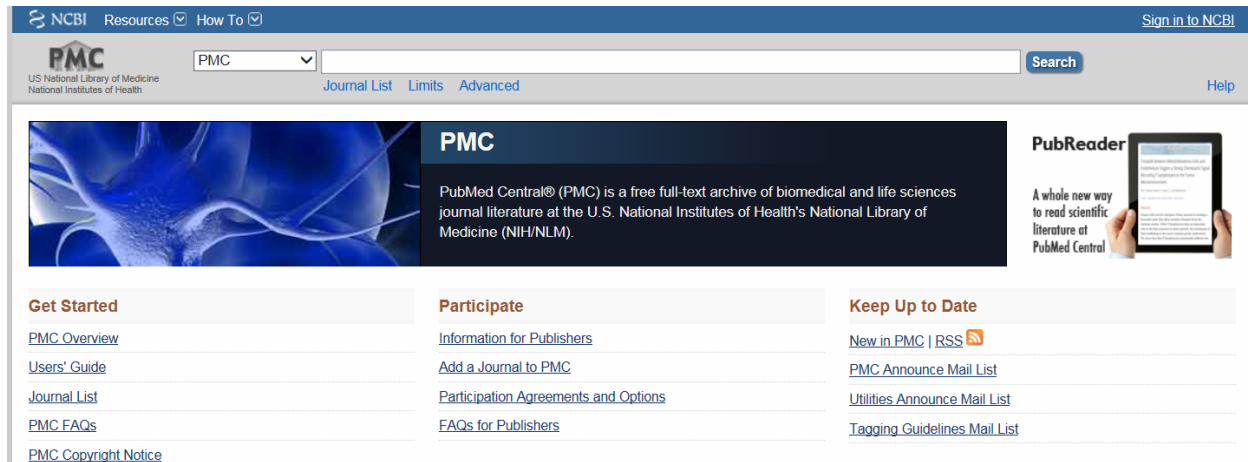 NCBI Resources How To Sign in to NCBI
PMC
US National Library of Medicine
National Institutes of Health
PMC
Search
Journal List Limits Advanced
Help
PMC
PubMed Central® (PMC) is a free full-text archive of biomedical and life sciences
journal literature at the U.S. National Institutes of Health's National Library of
Medicine (NIH/NLM).
PubReader
A whole new way
to read scientific
literature at
PubMed Central
Get Started
PMC Overview
Users' Guide
Journal List
PMC FAQs
PMC Copyright Notice
Participate
Information for Publishers
Add a Journal to PMC
Participation Agreements and Options
FAQs for Publishers
Keep Up to Date
New in PMC | RSS
PMC Announce Mail List
Utilities Announce Mail List
Tagging Guidelines Mail List